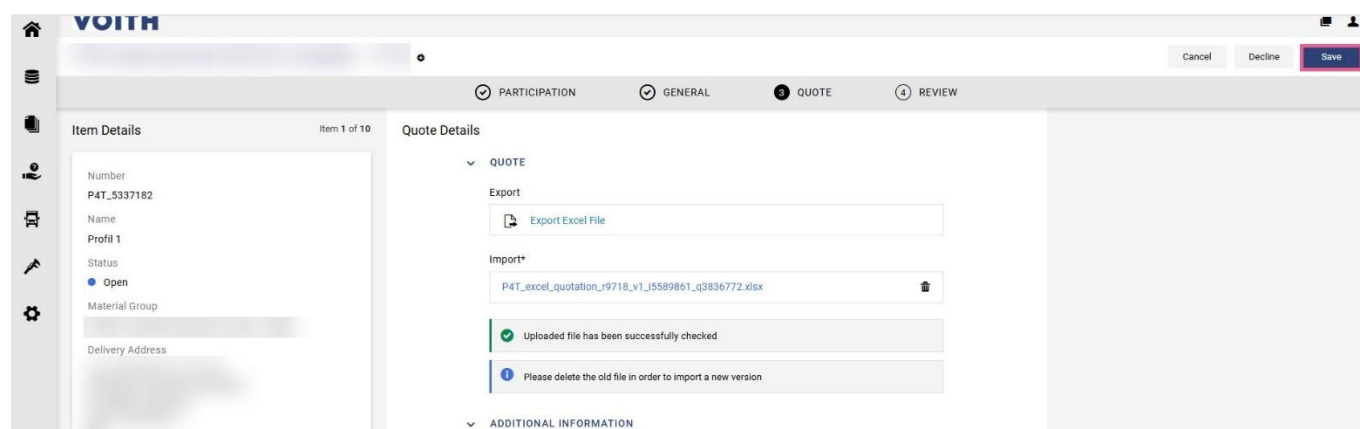 VOITH
Cancel Decline Save
PARTICIPATION GENERAL 3 QUOTE 4 REVIEW
Item Details Item 1 of 10
Number
P4T_5337182
Name
Profil 1
Status
Open
Material Group
Delivery Address
Quote Details
QUOTE
Export
Export Excel File
Import*
P4T_excel_quotation_r9718_v1_i5589861_q3836772.xlsx
Uploaded file has been successfully checked
Please delete the old file in order to import a new version
ADDITIONAL INFORMATION